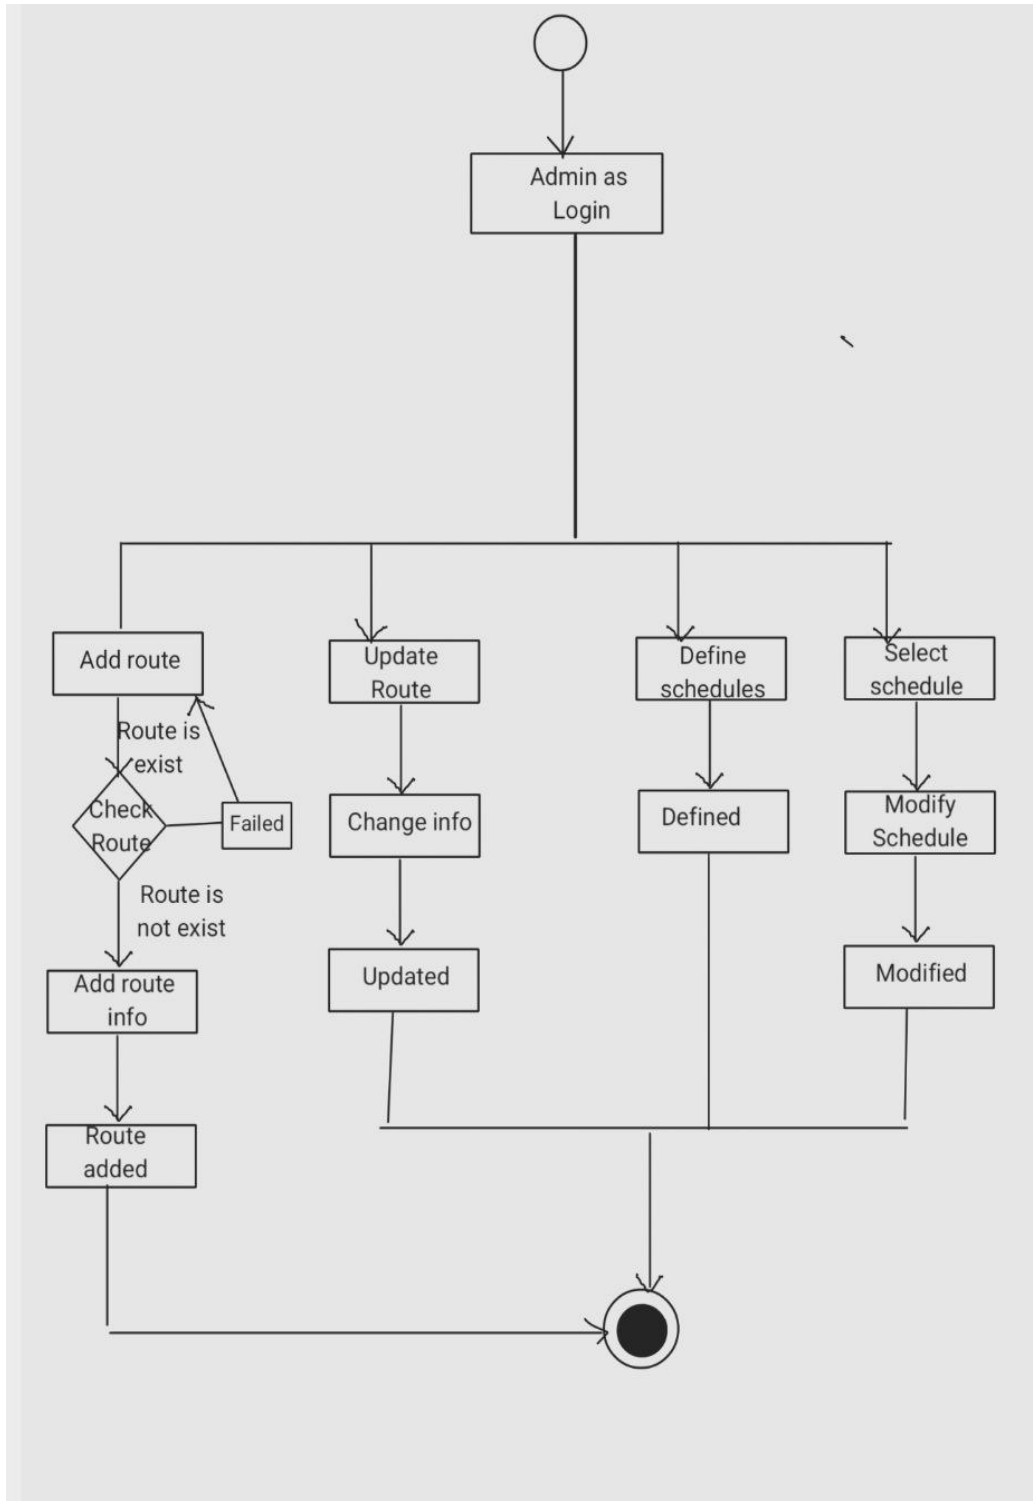 Admin as
Login
Add route
Update
Route
Define
schedules
Select
schedule
Route is
exist
Check
Route
Failed
Change info
Defined
Modify
Schedule
Route is
not exist
Add route
info
Updated
Modified
Route
added